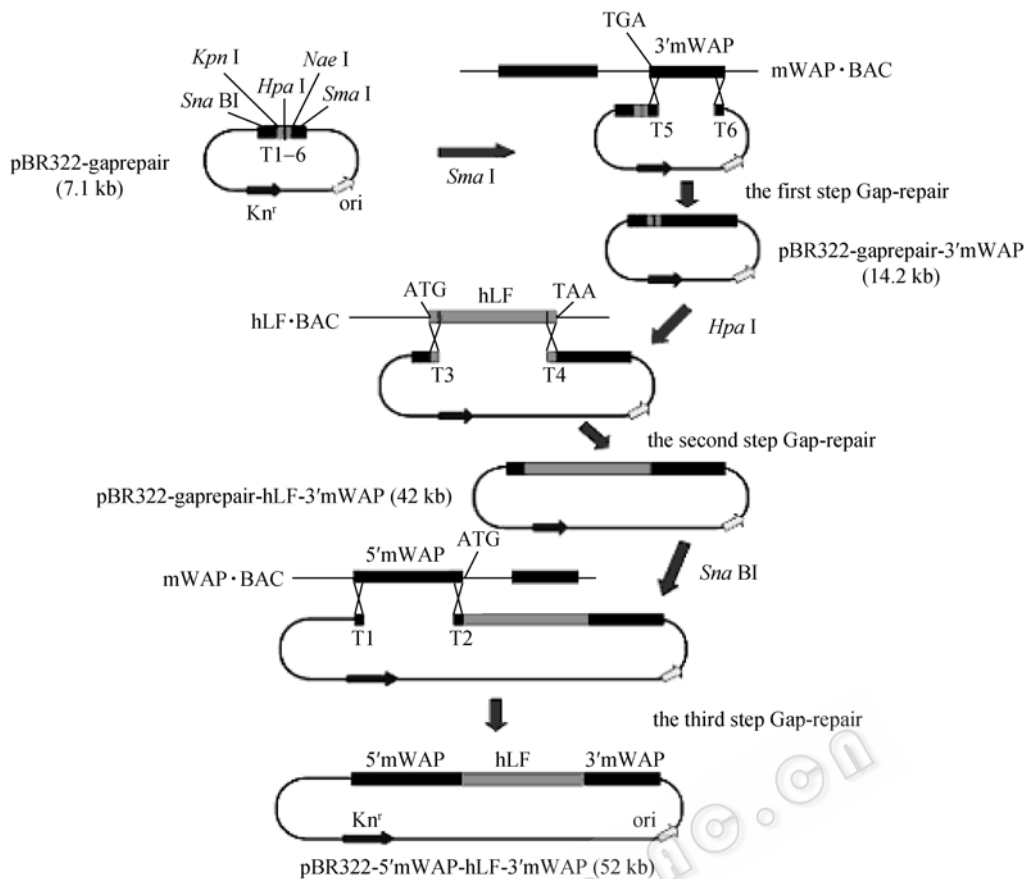 TGA
3′mWAP
mWAP·BAC
Kpn I
Nae I
Hpa I
Sna BI
Sma I
T1–6
pBR322-gaprepair
(7.1 kb)
Knʳ
ori
Sma I
T5
T6
the first step Gap-repair
pBR322-gaprepair-3′mWAP
(14.2 kb)
ATG
hLF
TAA
hLF·BAC
Hpa I
T3
T4
the second step Gap-repair
pBR322-gaprepair-hLF-3′mWAP (42 kb)
5′mWAP
ATG
mWAP·BAC
Sna BI
T1
T2
the third step Gap-repair
5′mWAP
hLF
3′mWAP
Knʳ
ori
pBR322-5′mWAP-hLF-3′mWAP (52 kb)